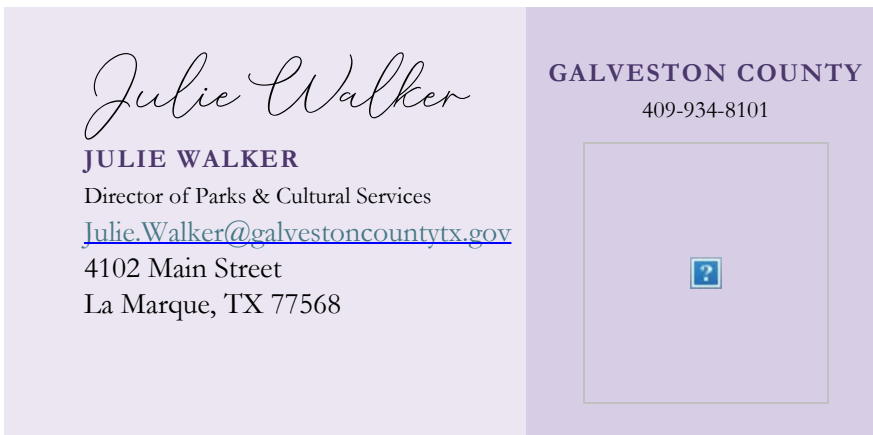 Julie Walker
JULIE WALKER
Director of Parks & Cultural Services
Julie.Walker@galvestoncountytx.gov
4102 Main Street
La Marque, TX 77568
GALVESTON COUNTY
409-934-8101
?